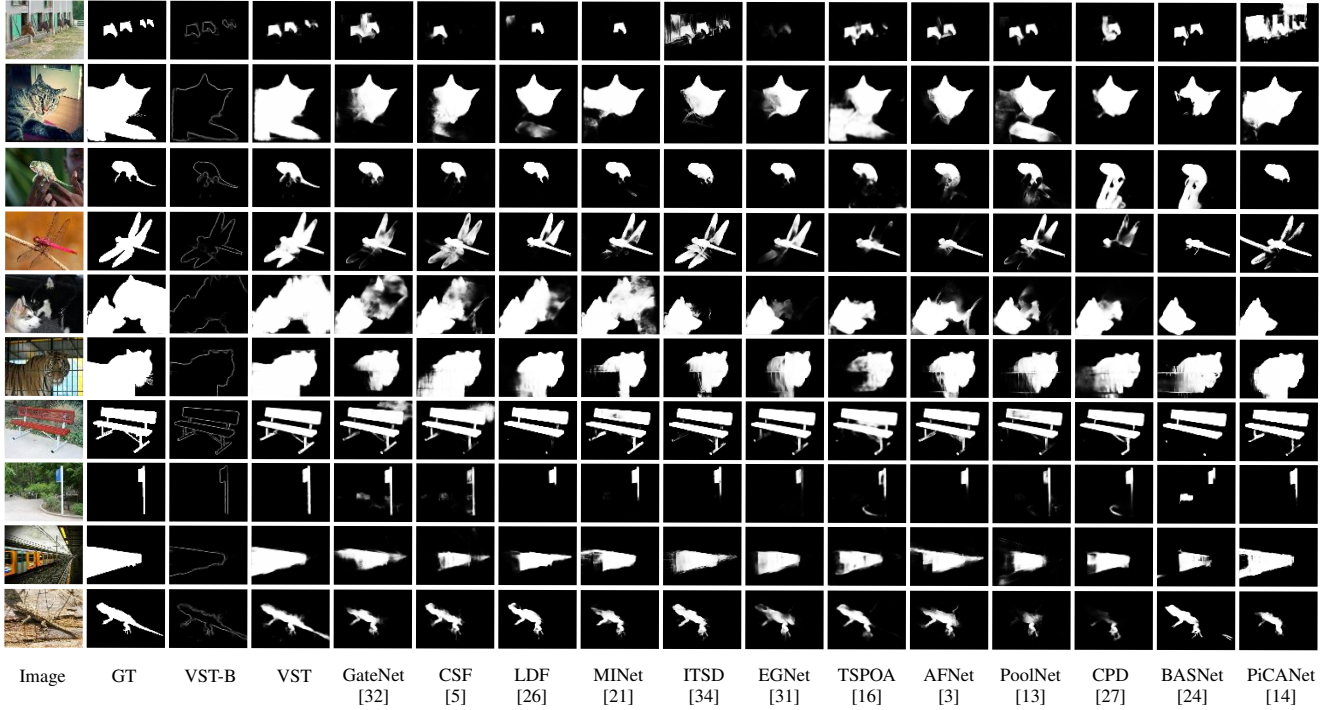 Image GT VST-B VST GateNet CSF LDF MINet ITSD EGNet TSPOA AFNet PoolNet CPD BASNet PiCANet
[32] [5] [26] [21] [34] [31] [16] [3] [13] [27] [24] [14]